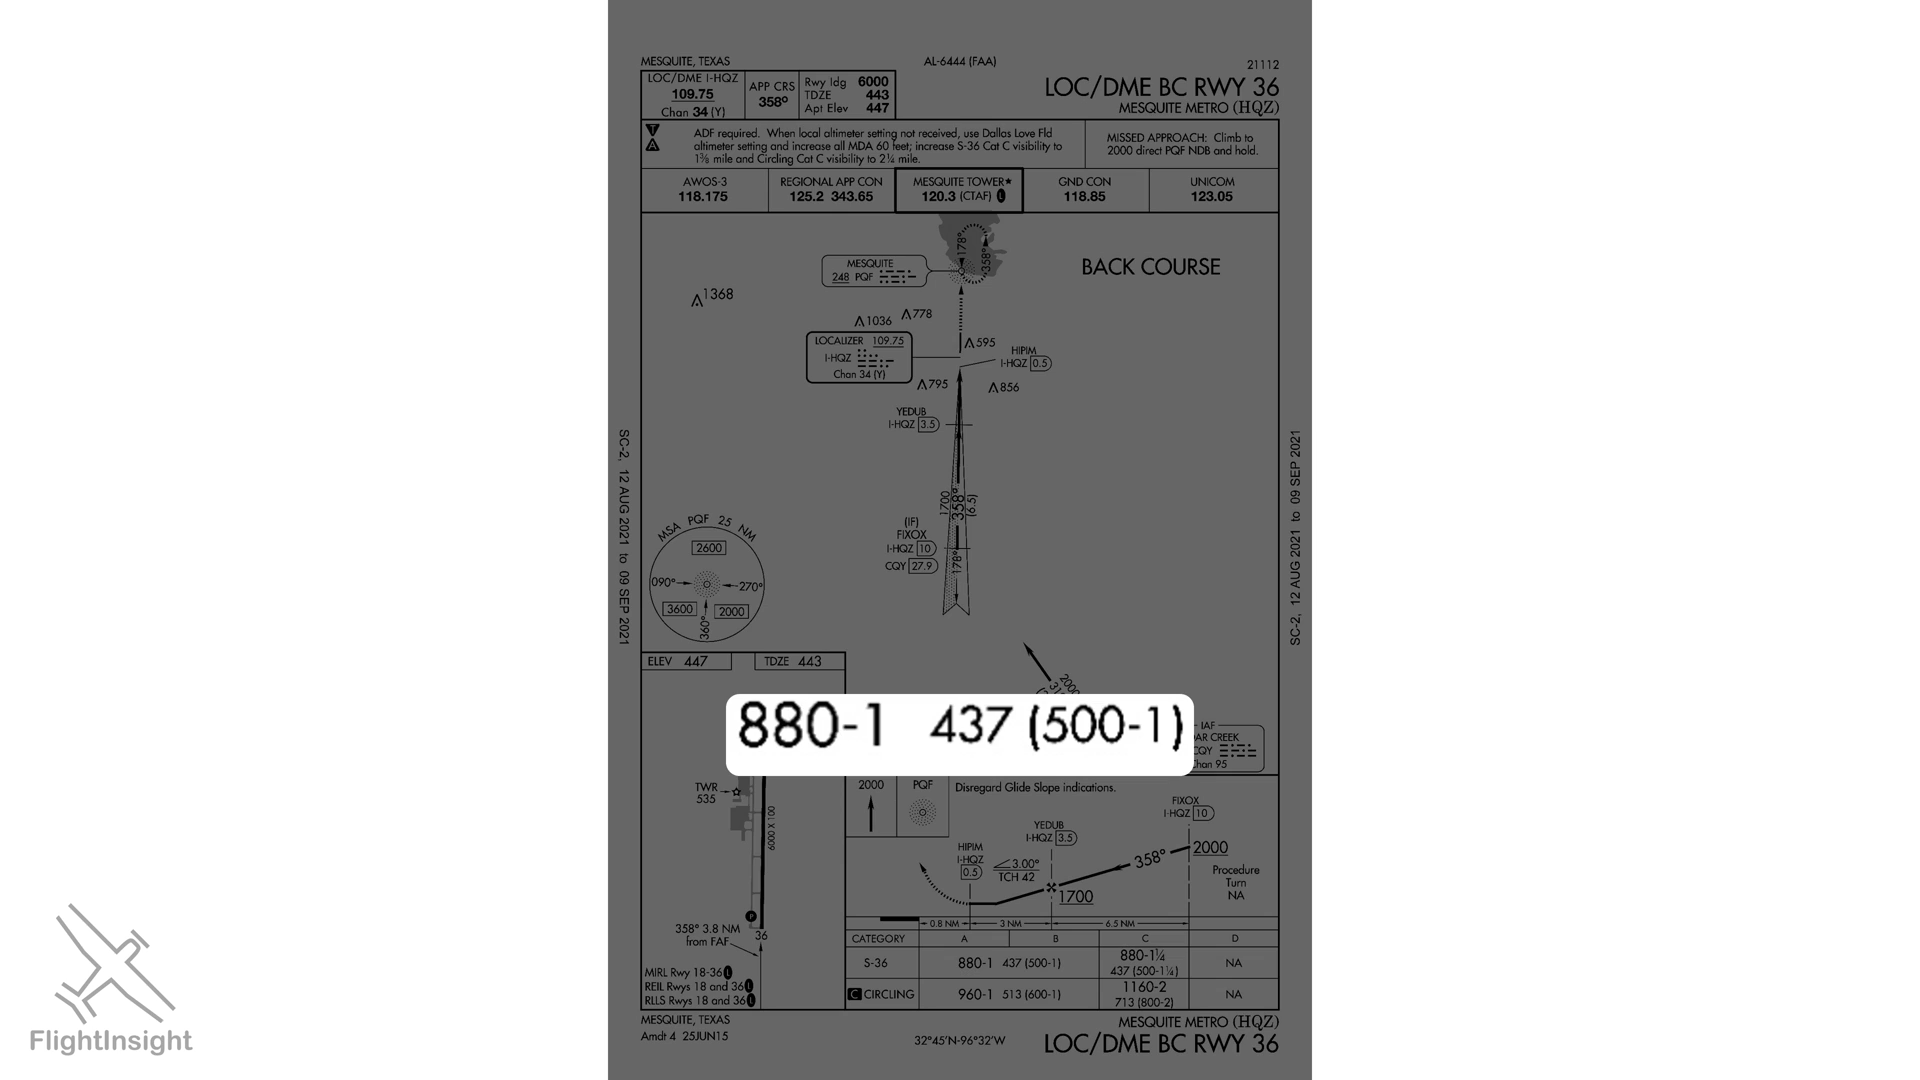 MESQUITE, TEXAS
AL-6444 (FAA)
21112
LOC/DME BC RWY 36
MESQUITE METRO (HQZ)
LOC/DME I-HQZ
109.75
Chan 34 (Y)
APP CRS
358°
Rwy ldg 6000
TDZE 443
Apt Elev 447
T
A
ADF required. When local altimeter setting not received, use Dallas Love Fld
altimeter setting and increase all MDA 60 feet; increase S-36 Cat C visibility to
1⅜ mile and Circling Cat C visibility to 2¼ mile.
MISSED APPROACH: Climb to
2000 direct PQF NDB and hold.
AWOS-3
118.175
REGIONAL APP CON
125.2 343.65
MESQUITE TOWER★
120.3 (CTAF) L
GND CON
118.85
UNICOM
123.05
BACK COURSE
178°
358°
MESQUITE
248 PQF
1368
1036
778
595
LOCALIZER 109.75
I-HQZ
Chan 34 (Y)
HIPIM
I-HQZ 0.5
795
856
YEDUB
I-HQZ 3.5
1700
358°
(6.5)
(IF)
FIXOX
I-HQZ 10
CQY 27.9
178°
MSA PQF 25 NM
2600
090°
270°
3600
2000
360°
SC-2, 12 AUG 2021 to 09 SEP 2021
SC-2, 12 AUG 2021 to 09 SEP 2021
ELEV 447
TDZE 443
2000
880-1 437 (500-1)
IAF
AR CREEK
CQY
Chan 95
TWR
535
6000 X 100
P
358° 3.8 NM
from FAF
36
MIRL Rwy 18-36 L
REIL Rwys 18 and 36 L
RLLS Rwys 18 and 36 L
2000
PQF
Disregard Glide Slope indications.
FIXOX
I-HQZ 10
YEDUB
I-HQZ 3.5
HIPIM
I-HQZ
0.5
3.00°
TCH 42
358°
2000
1700
Procedure
Turn
NA
0.8 NM
3 NM
6.5 NM
CATEGORY A B C D
S-36 880-1 437 (500-1) 880-1¼ 437 (500-1¼) NA
C CIRCLING 960-1 513 (600-1) 1160-2 713 (800-2) NA
MESQUITE, TEXAS
Amdt 4 25JUN15
32°45'N-96°32'W
MESQUITE METRO (HQZ)
LOC/DME BC RWY 36
FlightInsight